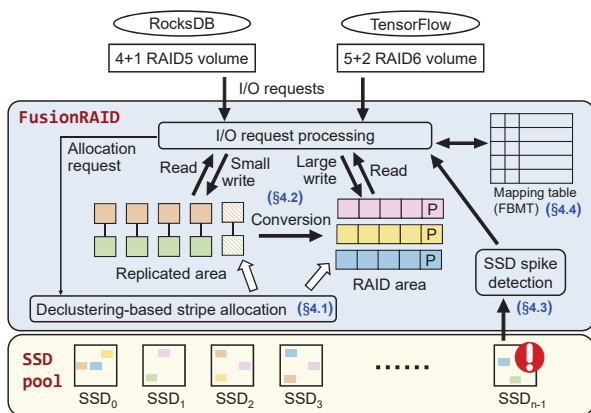 RocksDB
TensorFlow
4+1 RAID5 volume
5+2 RAID6 volume
I/O requests
FusionRAID
I/O request processing
Allocation
request
Read
Small
write
Large
write
Read
Mapping table
(FBMT) (§4.4)
(§4.2)
Conversion
P
P
P
Replicated area
RAID area
SSD spike
detection
(§4.3)
Declustering-based stripe allocation (§4.1)
SSD
pool
SSD0
SSD1
SSD2
SSD3
......
!
SSDn-1